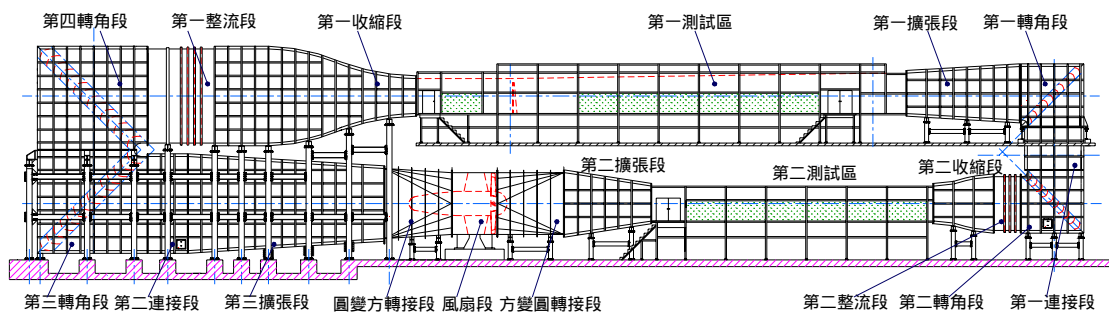 第四轉角段
第一整流段
第一收縮段
第一測試區
第一擴張段
第一轉角段
第二擴張段
第二測試區
第二收縮段
第三轉角段
第二連接段
第三擴張段
圓變方轉接段
風扇段
方變圓轉接段
第二整流段
第二轉角段
第一連接段